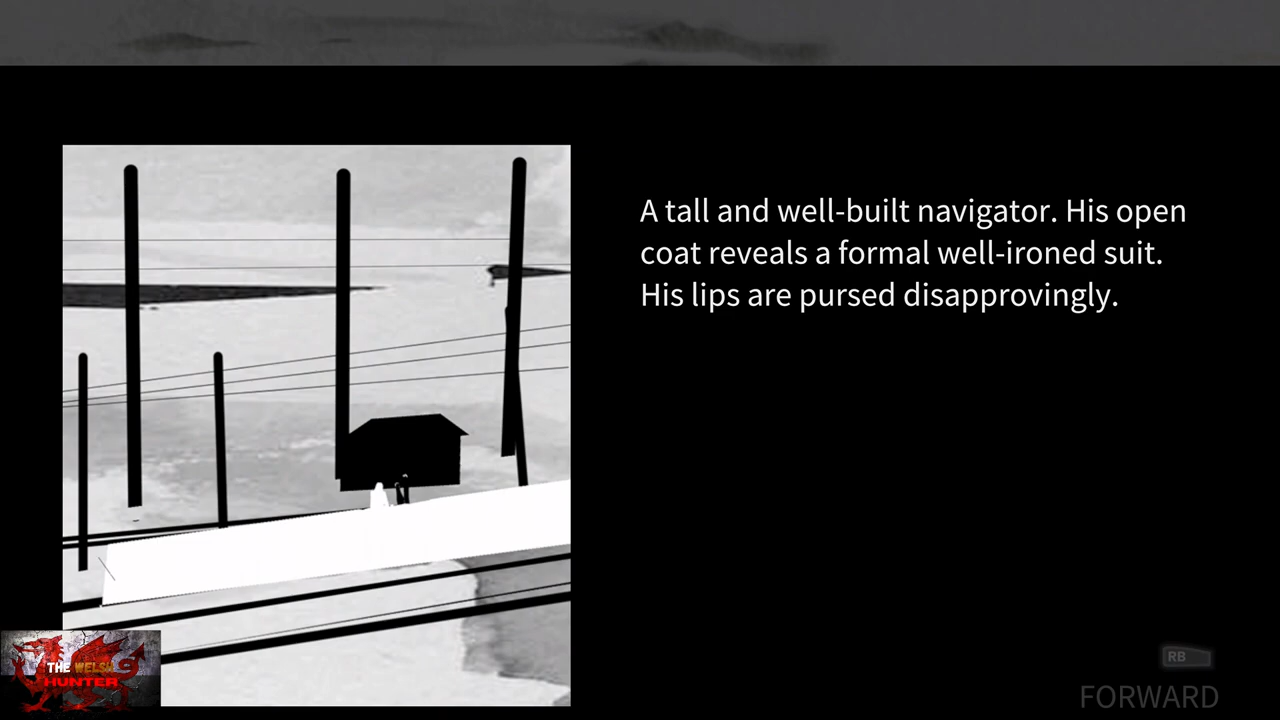 A tall and well-built navigator. His open
coat reveals a formal well-ironed suit.
His lips are pursed disapprovingly.
RB
FORWARD
THE WELSH
HUNTER